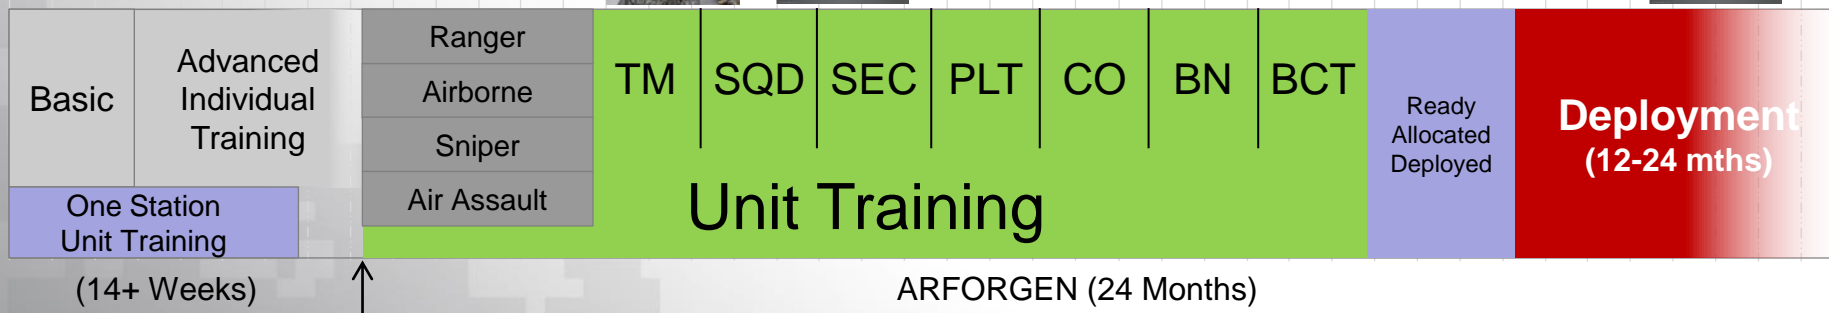 Basic
Advanced
Individual
Training
One Station
Unit Training
(14+ Weeks)
Ranger
Airborne
Sniper
Air Assault
TM SQD SEC PLT CO BN BCT
Unit Training
Ready
Allocated
Deployed
Deployment
(12-24 mths)
ARFORGEN (24 Months)